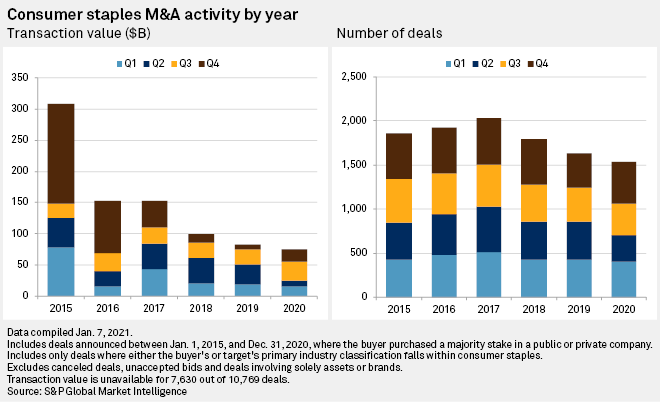 Consumer staples M&A activity by year
Transaction value ($B)
Q1 Q2 Q3 Q4
350
300
250
200
150
100
50
0
2015 2016 2017 2018 2019 2020
Number of deals
Q1 Q2 Q3 Q4
2,500
2,000
1,500
1,000
500
0
2015 2016 2017 2018 2019 2020
Data compiled Jan. 7, 2021.
Includes deals announced between Jan. 1, 2015, and Dec. 31, 2020, where the buyer purchased a majority stake in a public or private company.
Includes only deals where either the buyer's or target's primary industry classification falls within consumer staples.
Excludes canceled deals, unaccepted bids and deals involving solely assets or brands.
Transaction value is unavailable for 7,630 out of 10,769 deals.
Source: S&P Global Market Intelligence